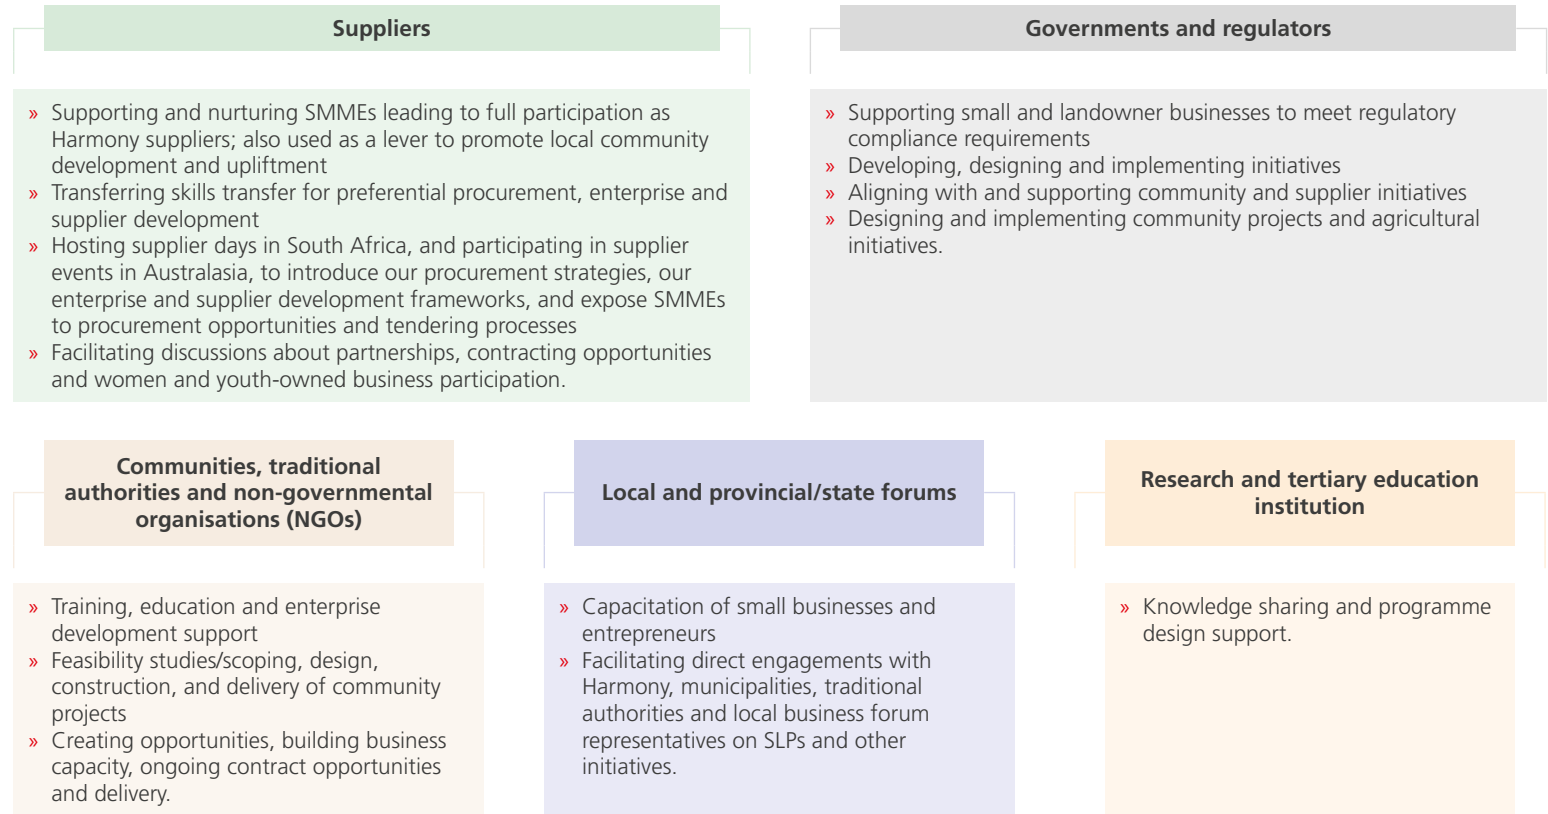 Suppliers
» Supporting and nurturing SMMEs leading to full participation as
Harmony suppliers; also used as a lever to promote local community
development and upliftment
» Transferring skills transfer for preferential procurement, enterprise and
supplier development
» Hosting supplier days in South Africa, and participating in supplier
events in Australasia, to introduce our procurement strategies, our
enterprise and supplier development frameworks, and expose SMMEs
to procurement opportunities and tendering processes
» Facilitating discussions about partnerships, contracting opportunities
and women and youth-owned business participation.
Governments and regulators
» Supporting small and landowner businesses to meet regulatory
compliance requirements
» Developing, designing and implementing initiatives
» Aligning with and supporting community and supplier initiatives
» Designing and implementing community projects and agricultural
initiatives.
Communities, traditional
authorities and non-governmental
organisations (NGOs)
» Training, education and enterprise
development support
» Feasibility studies/scoping, design,
construction, and delivery of community
projects
» Creating opportunities, building business
capacity, ongoing contract opportunities
and delivery.
Local and provincial/state forums
» Capacitation of small businesses and
entrepreneurs
» Facilitating direct engagements with
Harmony, municipalities, traditional
authorities and local business forum
representatives on SLPs and other
initiatives.
Research and tertiary education
institution
» Knowledge sharing and programme
design support.